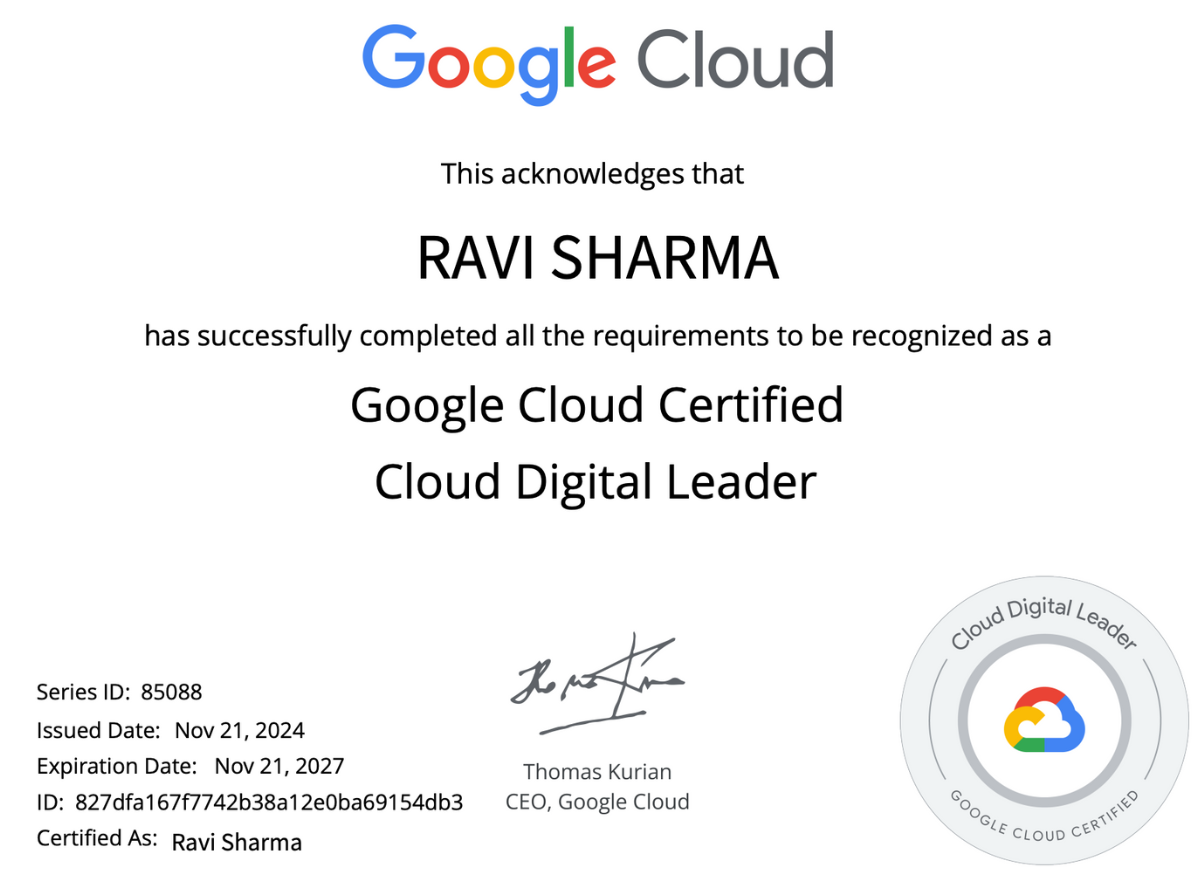 Google Cloud
This acknowledges that
RAVI SHARMA
has successfully completed all the requirements to be recognized as a
Google Cloud Certified
Cloud Digital Leader
Series ID: 85088
Issued Date: Nov 21, 2024
Expiration Date: Nov 21, 2027
ID: 827dfa167f7742b38a12e0ba69154db3
Certified As: Ravi Sharma
Thomas Kurian
CEO, Google Cloud
Cloud Digital Leader
GOOGLE CLOUD CERTIFIED